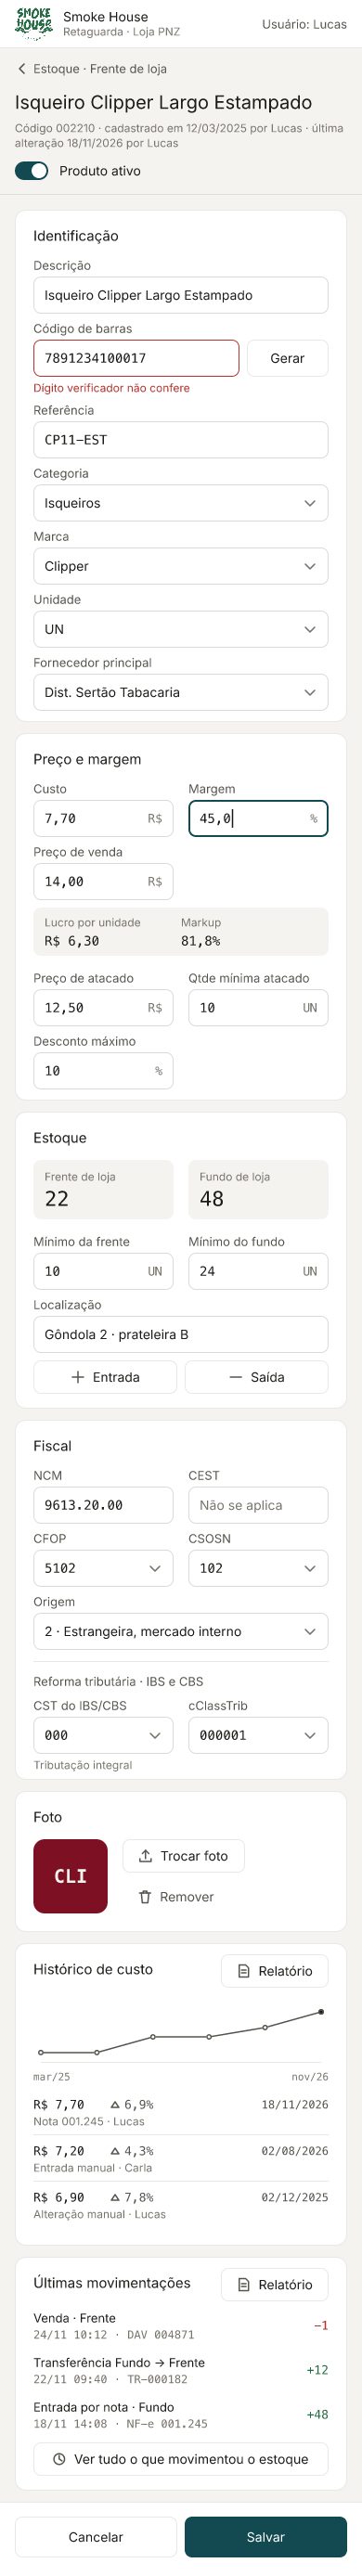 SMOKE
HOUSE
Smoke House
Retaguarda · Loja PNZ
Usuário: Lucas
Estoque · Frente de loja
Isqueiro Clipper Largo Estampado
Código 002210 · cadastrado em 12/03/2025 por Lucas · última
alteração 18/11/2026 por Lucas
Produto ativo
Identificação
Descrição
Isqueiro Clipper Largo Estampado
Código de barras
7891234100017
Gerar
Dígito verificador não confere
Referência
CP11-EST
Categoria
Isqueiros
Marca
Clipper
Unidade
UN
Fornecedor principal
Dist. Sertão Tabacaria
Preço e margem
Custo Margem
7,70 R$ 45,0 %
Preço de venda
14,00 R$
Lucro por unidade Markup
R$ 6,30 81,8%
Preço de atacado Qtde mínima atacado
12,50 R$ 10 UN
Desconto máximo
10 %
Estoque
Frente de loja Fundo de loja
22 48
Mínimo da frente Mínimo do fundo
10 UN 24 UN
Localização
Gôndola 2 · prateleira B
Entrada Saída
Fiscal
NCM CEST
9613.20.00 Não se aplica
CFOP CSOSN
5102 102
Origem
2 · Estrangeira, mercado interno
Reforma tributária · IBS e CBS
CST do IBS/CBS cClassTrib
000 000001
Tributação integral
Foto
CLI
Trocar foto
Remover
Histórico de custo
Relatório
mar/25 nov/26
R$ 7,70 6,9% 18/11/2026
Nota 001.245 · Lucas
R$ 7,20 4,3% 02/08/2026
Entrada manual · Carla
R$ 6,90 7,8% 02/12/2025
Alteração manual · Lucas
Últimas movimentações
Relatório
Venda · Frente
24/11 10:12 · DAV 004871
−1
Transferência Fundo → Frente
22/11 09:40 · TR-000182
+12
Entrada por nota · Fundo
18/11 14:08 · NF-e 001.245
+48
Ver tudo o que movimentou o estoque
Cancelar Salvar